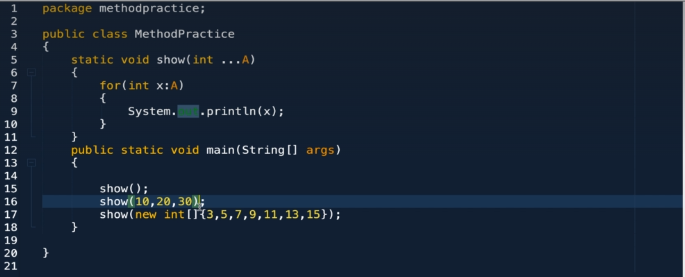 1 package methodpractice;
2
3 public class MethodPractice
4 {
5 static void show(int ...A)
6 {
7 for(int x:A)
8 {
9 System. .println(x);
10 }
11 }
12 public static void main(String[] args)
13 {
14
15 show();
16 show(10,20,30);
17 show(new int[]{3,5,7,9,11,13,15});
18 }
19
20 }
21